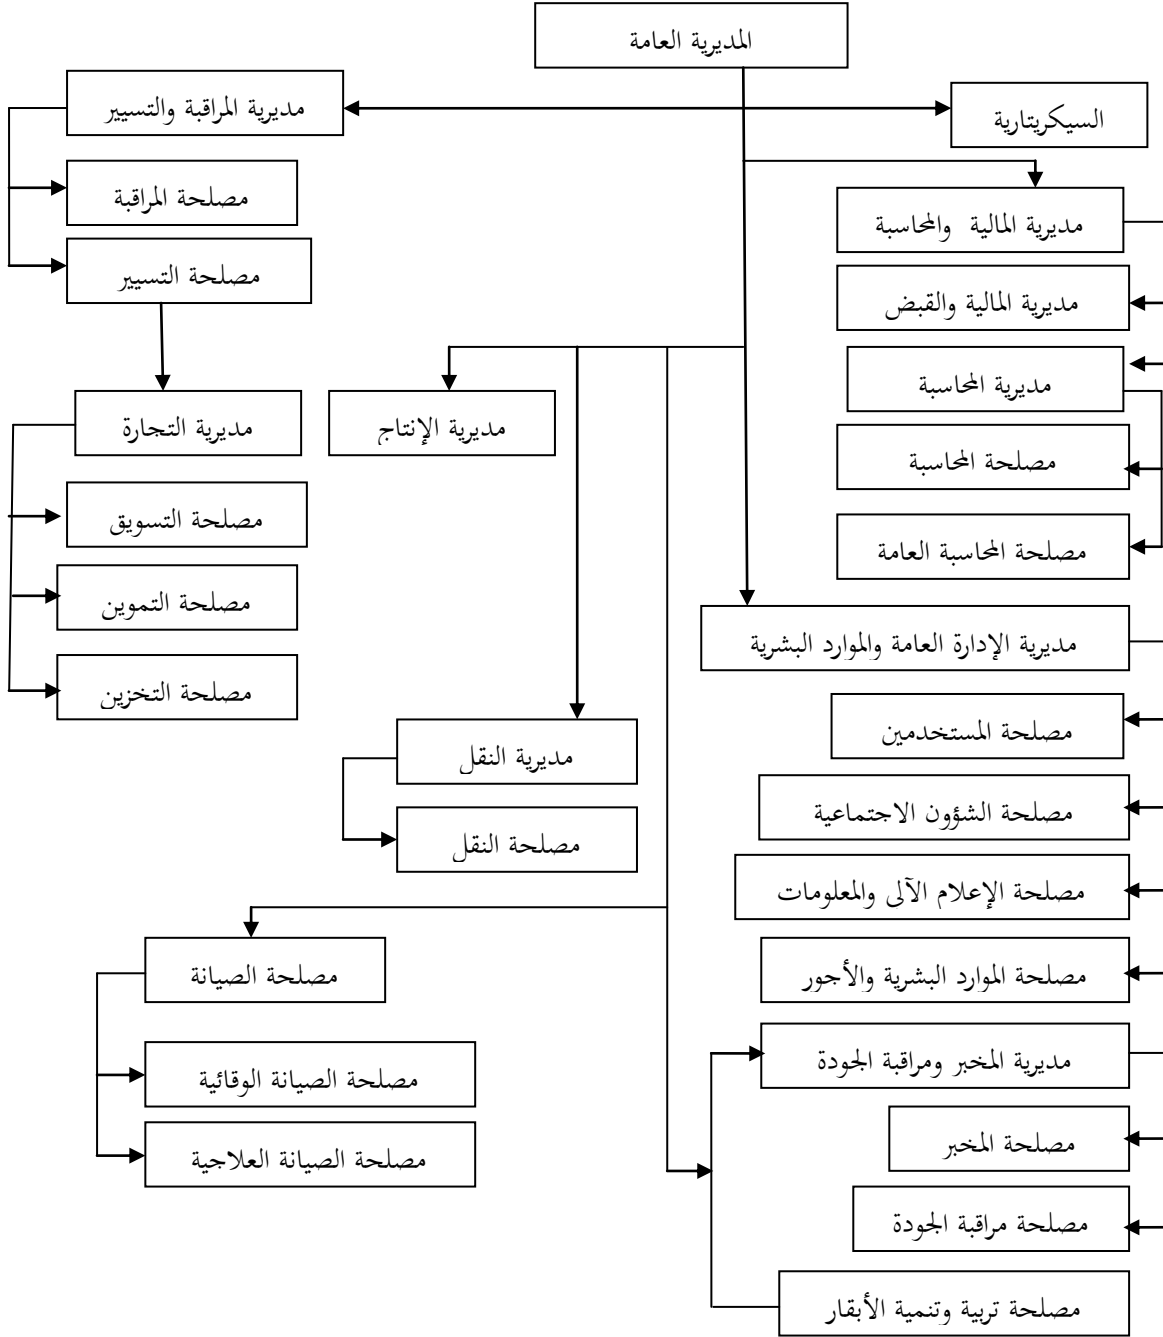 المديرية العامة
السيكريتارية
مديرية المراقبة والتسيير
مصلحة المراقبة
مصلحة التسيير
مديرية المالية والمحاسبة
مديرية المالية والقبض
مديرية المحاسبة
مصلحة المحاسبة
مصلحة المحاسبة العامة
مديرية الإنتاج
مديرية التجارة
مصلحة التسويق
مصلحة التموين
مصلحة التخزين
مديرية الإدارة العامة والموارد البشرية
مصلحة المستخدمين
مصلحة الشؤون الاجتماعية
مصلحة الإعلام الآلى والمعلومات
مصلحة الموارد البشرية والأجور
مديرية النقل
مصلحة النقل
مصلحة الصيانة
مصلحة الصيانة الوقائية
مصلحة الصيانة العلاجية
مديرية المخبر ومراقبة الجودة
مصلحة المخبر
مصلحة مراقبة الجودة
مصلحة تربية وتنمية الأبقار